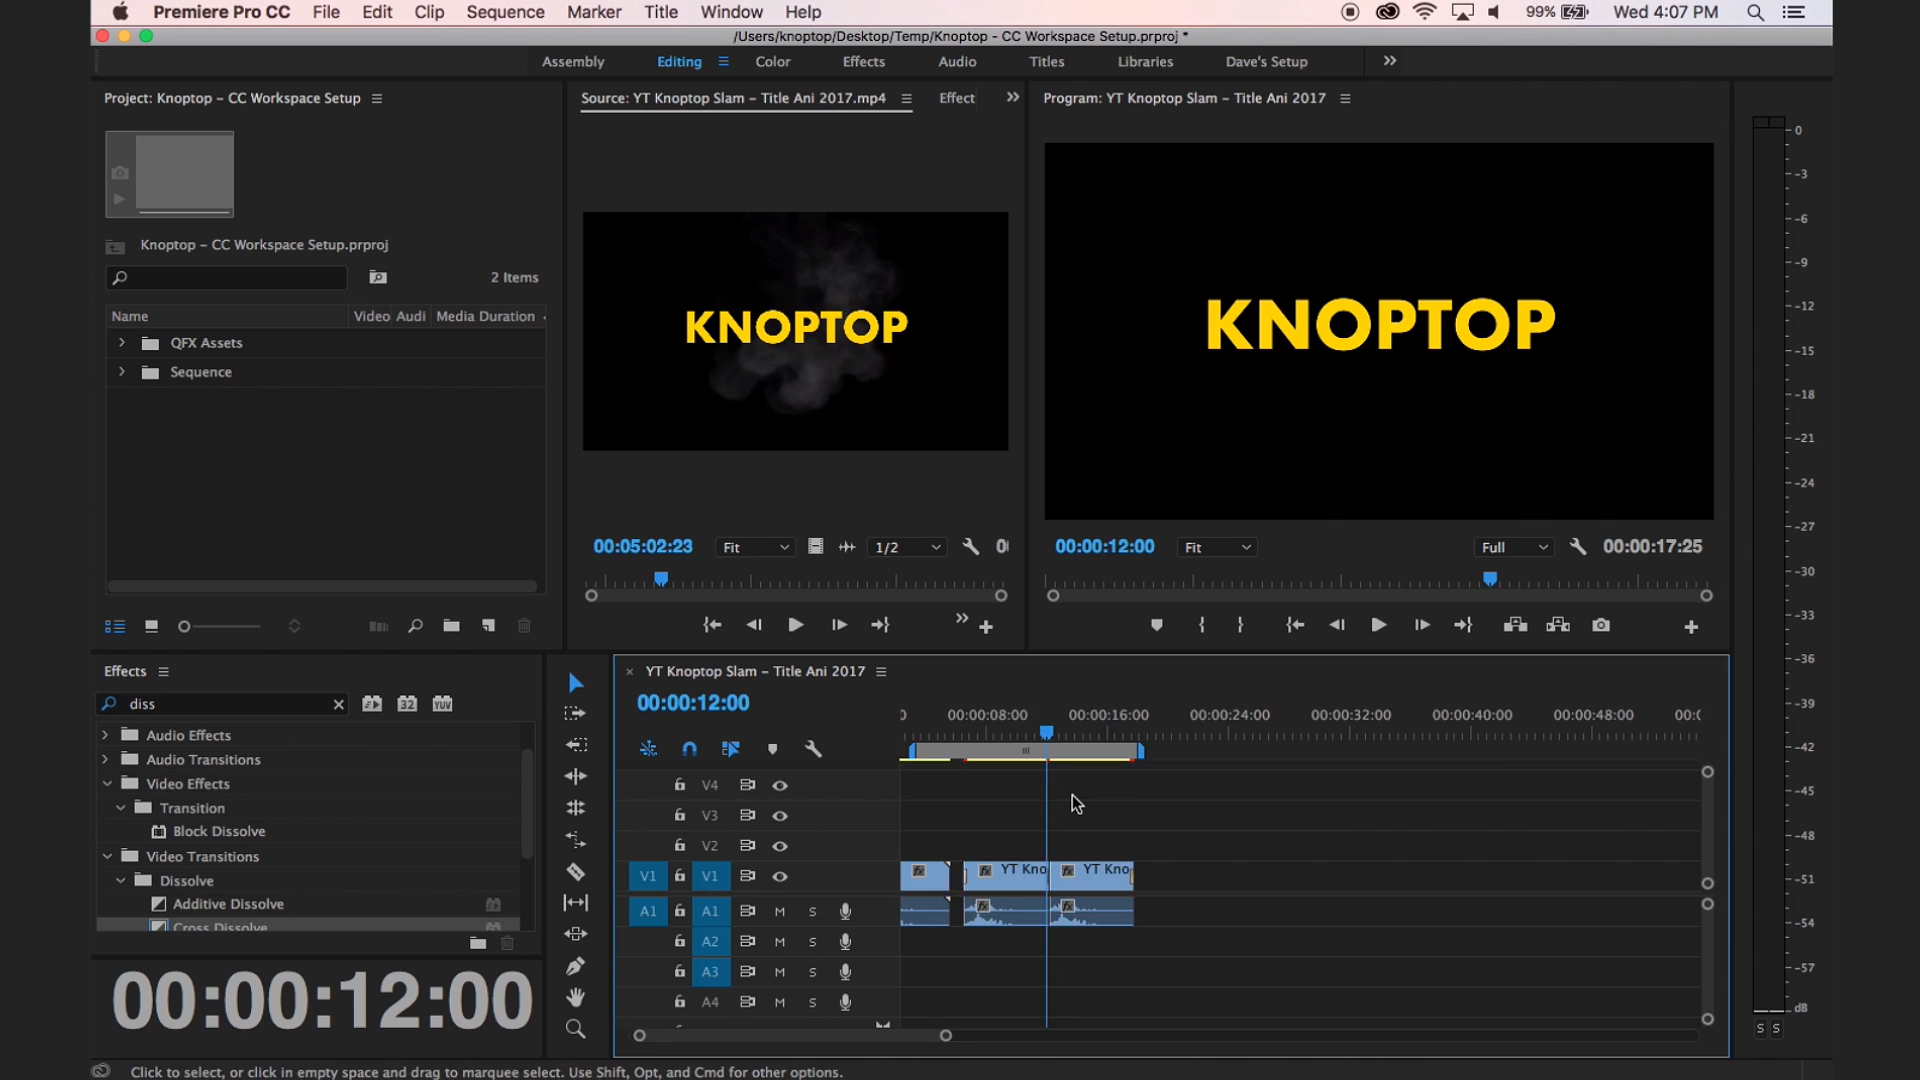 Premiere Pro CC File Edit Clip Sequence Marker Title Window Help 99% Wed 4:07 PM
/Users/knoptop/Desktop/Temp/Knoptop - CC Workspace Setup.prproj *
Assembly Editing Color Effects Audio Titles Libraries Dave's Setup
Project: Knoptop - CC Workspace Setup
Source: YT Knoptop Slam - Title Ani 2017.mp4 Effect
Program: YT Knoptop Slam - Title Ani 2017
Knoptop - CC Workspace Setup.prproj
2 Items
Name Video Audi Media Duration
QFX Assets
Sequence
KNOPTOP
KNOPTOP
00:05:02:23 Fit 1/2
00:00:12:00 Fit Full 00:00:17:25
0
-3
-6
-9
-12
-15
-18
-21
-24
-27
-30
-33
-36
-39
-42
-45
-48
-51
-54
-57
dB
S S
Effects
diss 32 YUV
Audio Effects
Audio Transitions
Video Effects
Transition
Block Dissolve
Video Transitions
Dissolve
Additive Dissolve
Cross Dissolve
00:00:12:00
YT Knoptop Slam - Title Ani 2017
00:00:12:00
00:00:08:00 00:00:16:00 00:00:24:00 00:00:32:00 00:00:40:00 00:00:48:00
V4
V3
V2
V1 V1 fx fx YT Kno fx YT Kno
A1 A1 M S fx fx
A2 M S
A3 M S
A4 M S
Click to select, or click in empty space and drag to marquee select. Use Shift, Opt, and Cmd for other options.